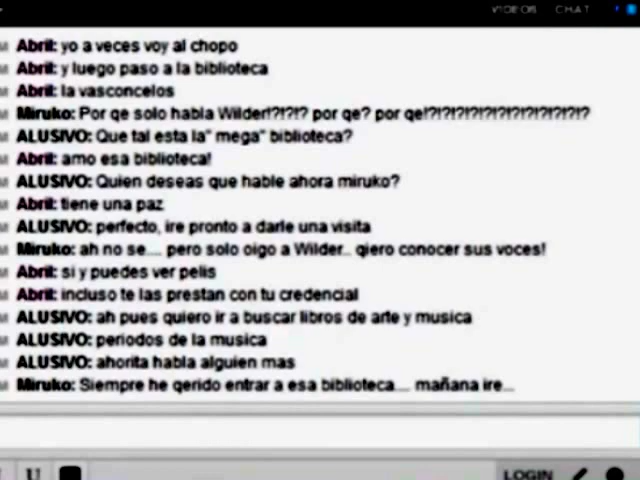 VIDEOS CHAT
Abril: yo a veces voy al chopo
Abril: y luego paso a la biblioteca
Abril: la vasconcelos
Miruko: Por qe solo habla Wilder!?!?!? por qe? por qe!?!?!?!?!?!?!?!?!?!?!?!?
ALUSIVO: Que tal esta la" mega" biblioteca?
Abril: amo esa biblioteca!
ALUSIVO: Quien deseas que hable ahora miruko?
Abril: tiene una paz
ALUSIVO: perfecto, ire pronto a darle una visita
Miruko: ah no se.... pero solo oigo a Wilder.. qiero conocer sus voces!
Abril: si y puedes ver pelis
Abril: incluso te las prestan con tu credencial
ALUSIVO: ah pues quiero ir a buscar libros de arte y musica
ALUSIVO: periodos de la musica
ALUSIVO: ahorita habla alguien mas
Miruko: Siempre he qerido entrar a esa biblioteca.... mañana ire...
U LOGIN